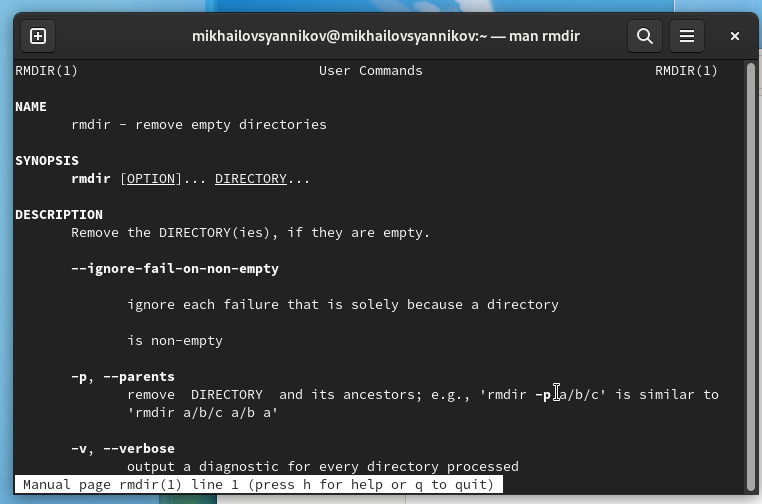 mikhailovsyannikov@mikhailovsyannikov:~ — man rmdir
RMDIR(1) User Commands RMDIR(1)
NAME
rmdir - remove empty directories
SYNOPSIS
rmdir [OPTION]... DIRECTORY...
DESCRIPTION
Remove the DIRECTORY(ies), if they are empty.
--ignore-fail-on-non-empty
ignore each failure that is solely because a directory
is non-empty
-p, --parents
remove DIRECTORY and its ancestors; e.g., 'rmdir -p a/b/c' is similar to
'rmdir a/b/c a/b a'
-v, --verbose
output a diagnostic for every directory processed
Manual page rmdir(1) line 1 (press h for help or q to quit)